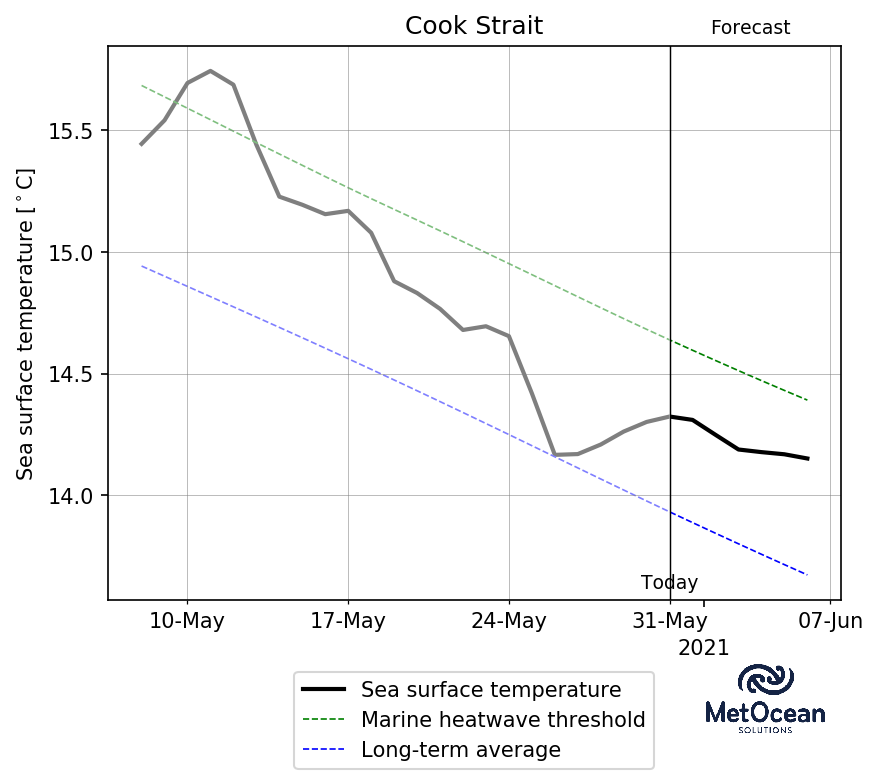 Cook Strait
Forecast
Sea surface temperature [°C]
15.5
15.0
14.5
14.0
Today
10-May
17-May
24-May
31-May
07-Jun
2021
Sea surface temperature
Marine heatwave threshold
Long-term average
MetOcean
SOLUTIONS